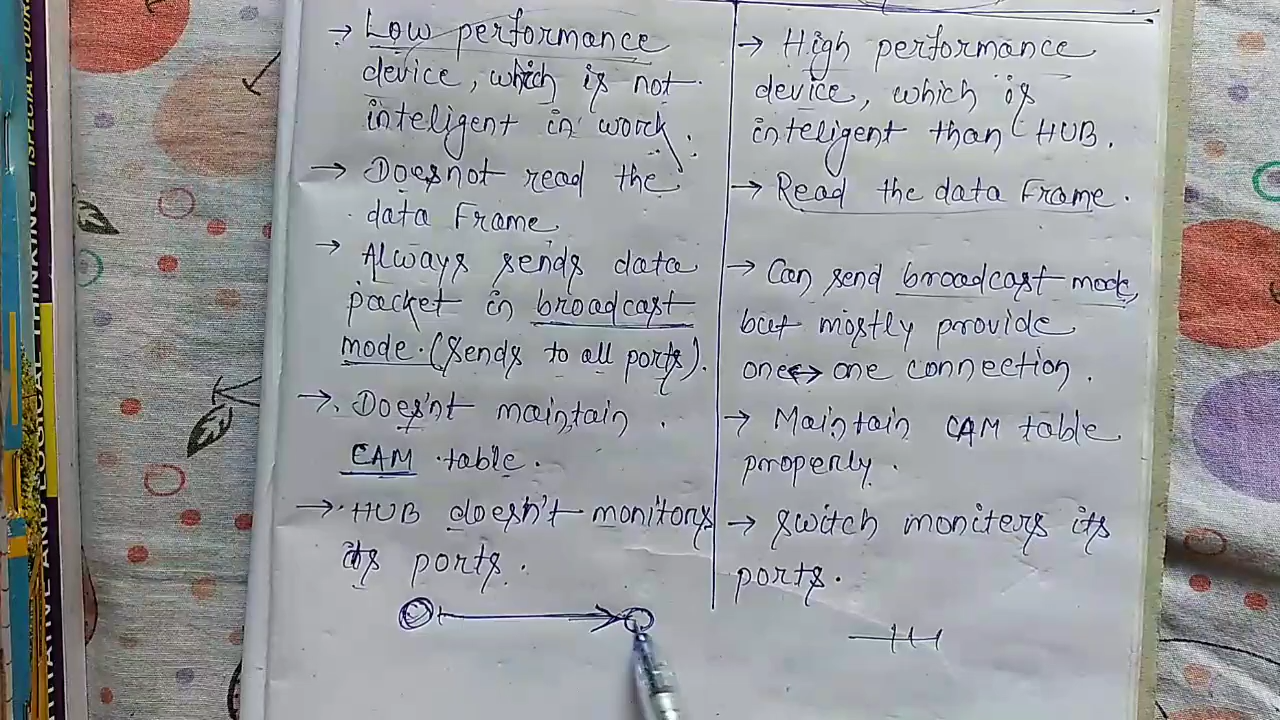 → Low performance
device, which is not
inteligent in work.
→ Doesnot read the
data Frame
→ Always sends data
packet in broadcast
mode. (Sends to all ports).
→. Does'nt maintain.
CAM table.
→. HUB doesn't monitors
its ports.
→ High performance
device, which is
inteligent than HUB.
→ Read the data Frame.
→ Can send broadcast mode,
but mostly provide
one↔one connection.
→ Maintain CAM table
properly.
→ switch moniters its
ports.